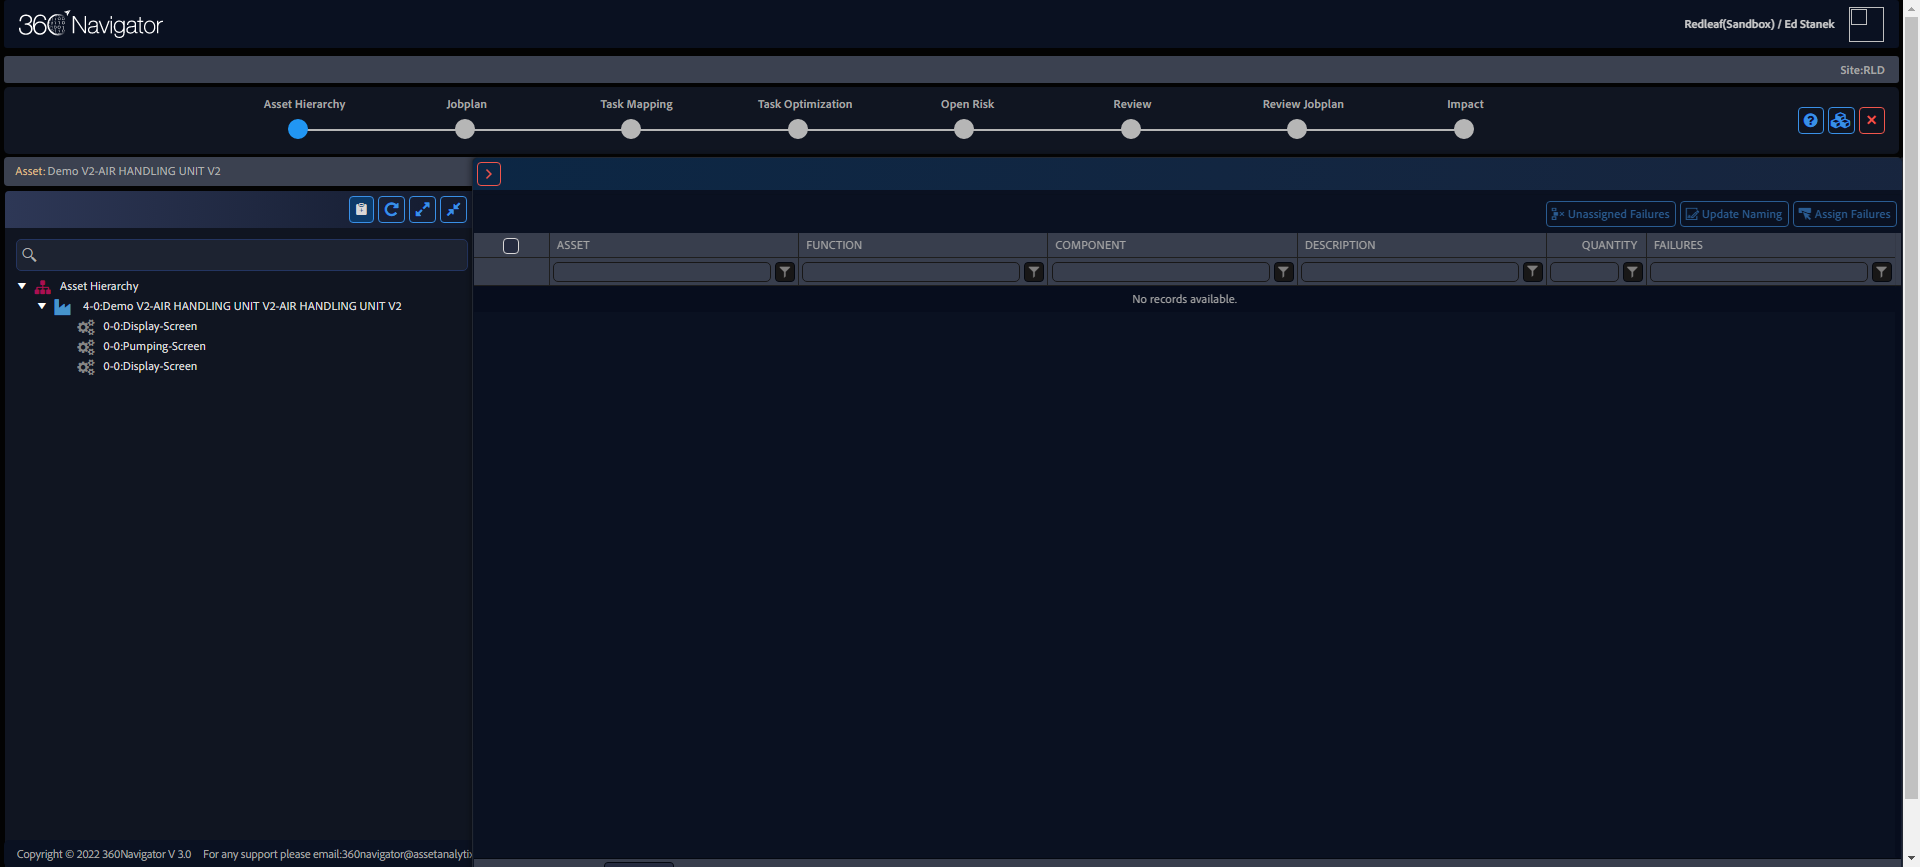 360 Navigator
Redleaf(Sandbox) / Ed Stanek
Site:RLD
Asset Hierarchy
Jobplan
Task Mapping
Task Optimization
Open Risk
Review
Review Jobplan
Impact
Asset: Demo V2-AIR HANDLING UNIT V2
Unassigned Failures
Update Naming
Assign Failures
ASSET
FUNCTION
COMPONENT
DESCRIPTION
QUANTITY
FAILURES
No records available.
Asset Hierarchy
4-0:Demo V2-AIR HANDLING UNIT V2-AIR HANDLING UNIT V2
0-0:Display-Screen
0-0:Pumping-Screen
0-0:Display-Screen
Copyright © 2022 360Navigator V 3.0
For any support please email:360navigator@assetanalytix